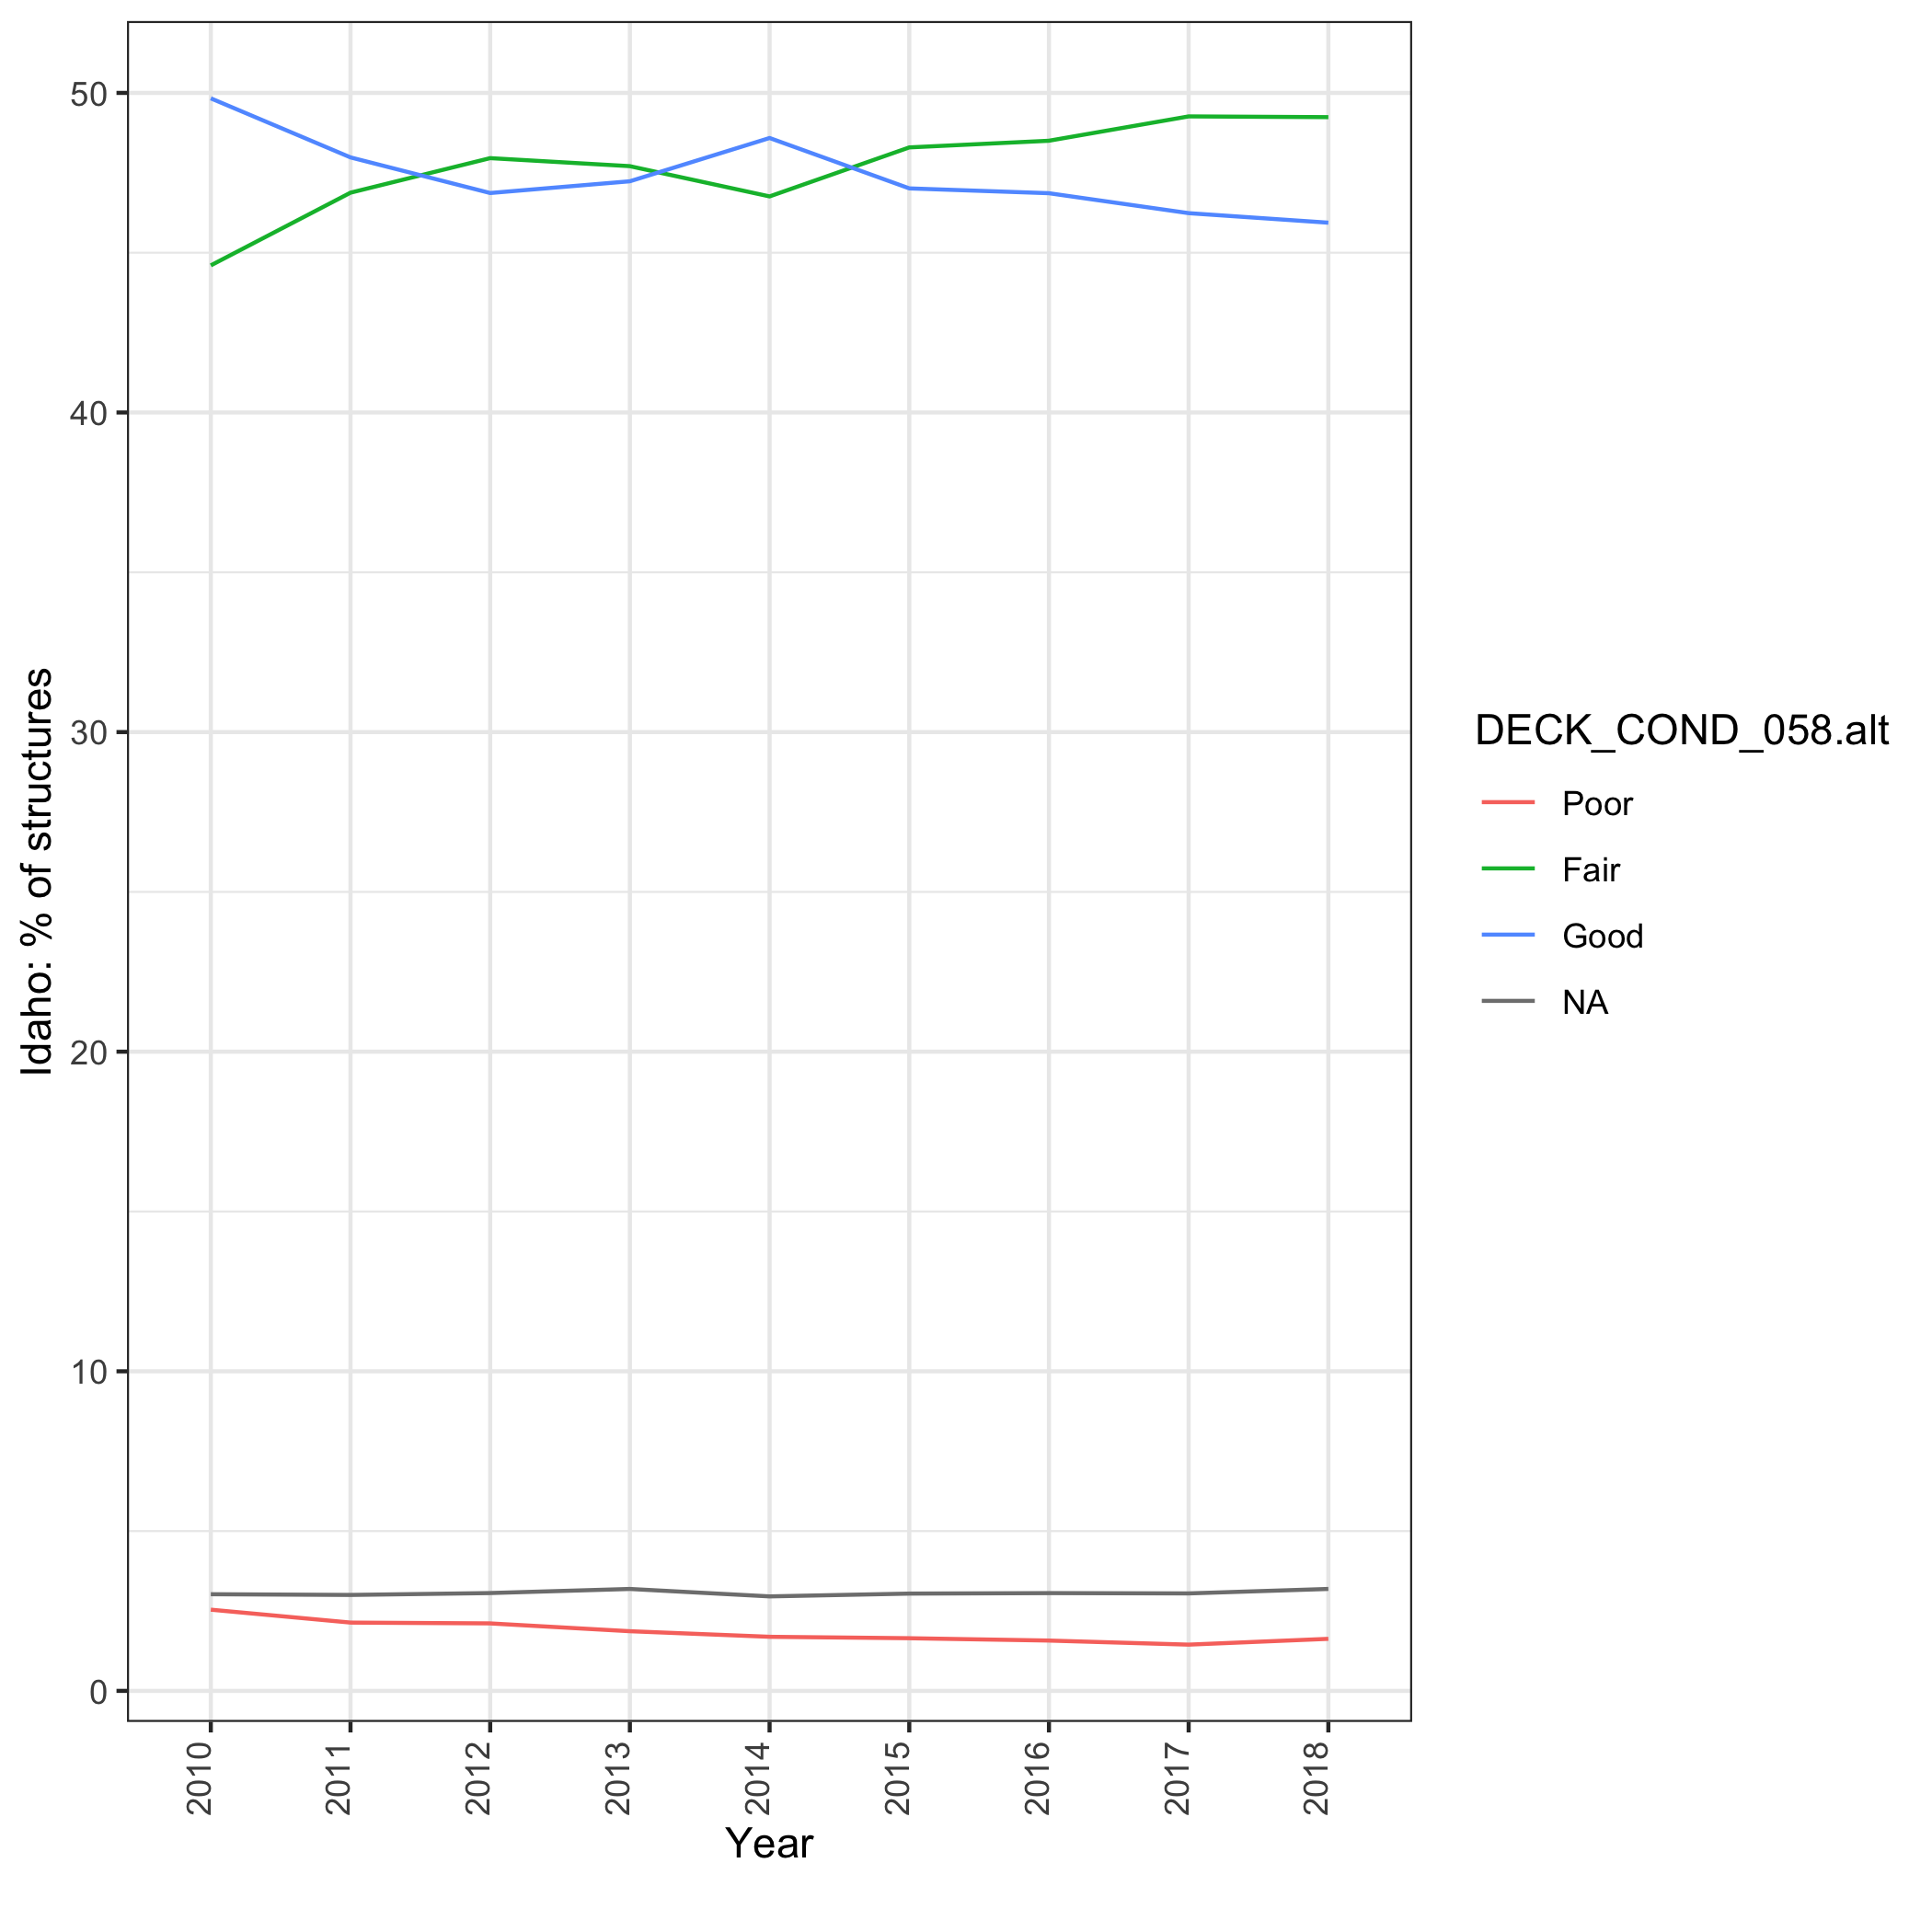 Idaho: % of structures
50
40
30
20
10
0
2010
2011
2012
2013
2014
2015
2016
2017
2018
Year
DECK_COND_058.alt
Poor
Fair
Good
NA